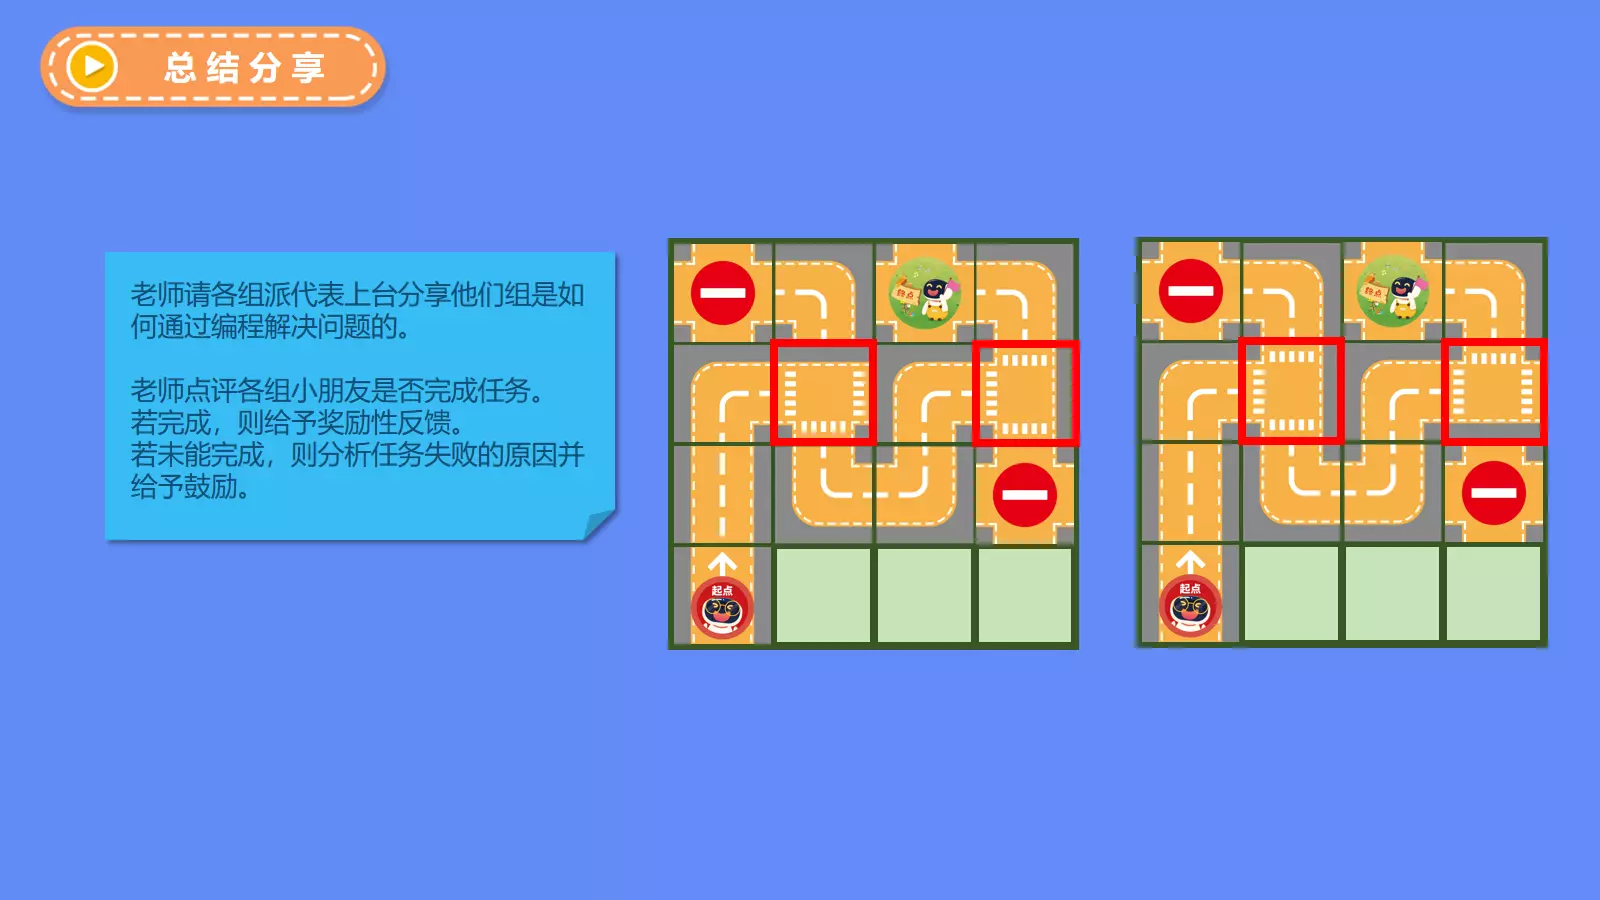 总结分享
老师请各组派代表上台分享他们组是如
何通过编程解决问题的。
老师点评各组小朋友是否完成任务。
若完成，则给予奖励性反馈。
若未能完成，则分析任务失败的原因并
给予鼓励。
终点
起点
终点
起点